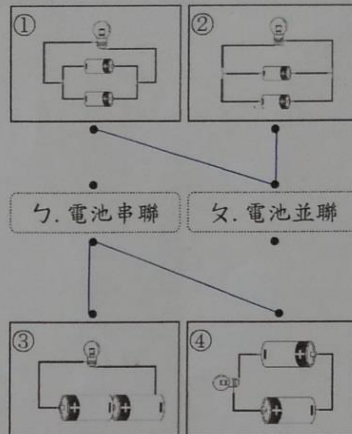 ① ②
ㄅ. 電池串聯 ㄆ. 電池並聯
③ ④
+ + + +